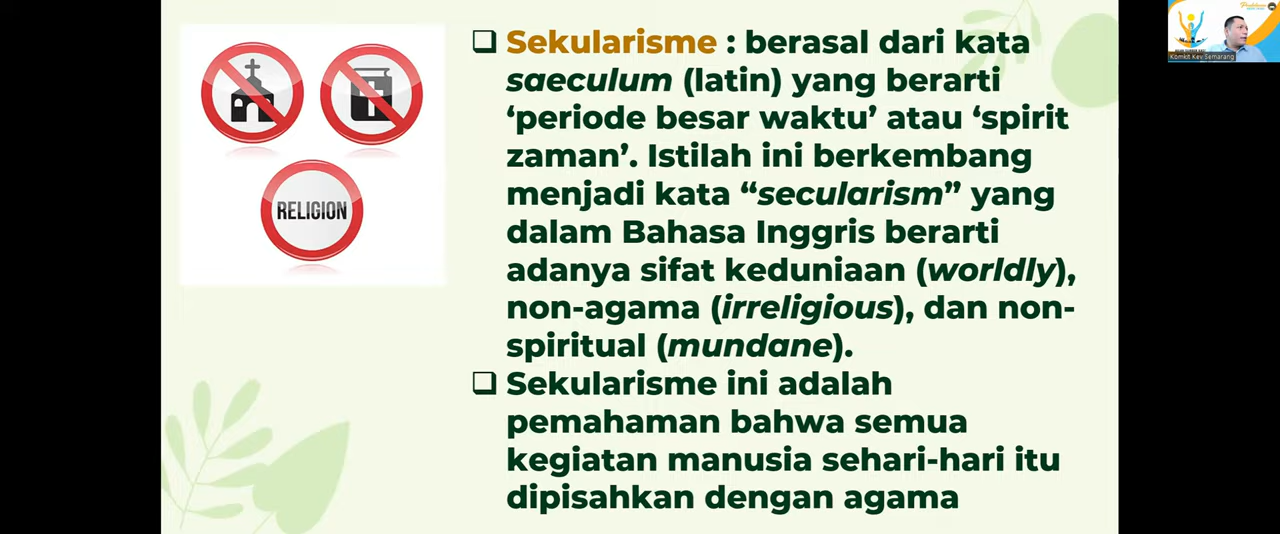 Sekularisme : berasal dari kata
saeculum (latin) yang berarti
‘periode besar waktu’ atau ‘spirit
zaman’. Istilah ini berkembang
menjadi kata “secularism” yang
dalam Bahasa Inggris berarti
adanya sifat keduniaan (worldly),
non-agama (irreligious), dan non-
spiritual (mundane).
Sekularisme ini adalah
pemahaman bahwa semua
kegiatan manusia sehari-hari itu
dipisahkan dengan agama
RELIGION
Komkit Kev Semarang